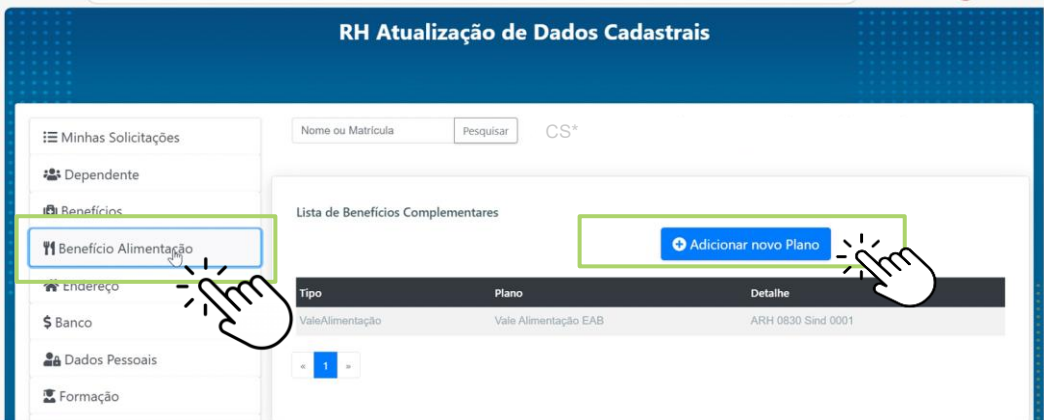 RH Atualização de Dados Cadastrais
Minhas Solicitações
Dependente
Benefícios
Benefício Alimentação
Endereço
$ Banco
Dados Pessoais
Formação
Nome ou Matrícula
Pesquisar
CS*
Lista de Benefícios Complementares
Adicionar novo Plano
Tipo Plano Detalhe
ValeAlimentação Vale Alimentação EAB ARH 0830 Sind 0001
« 1 »